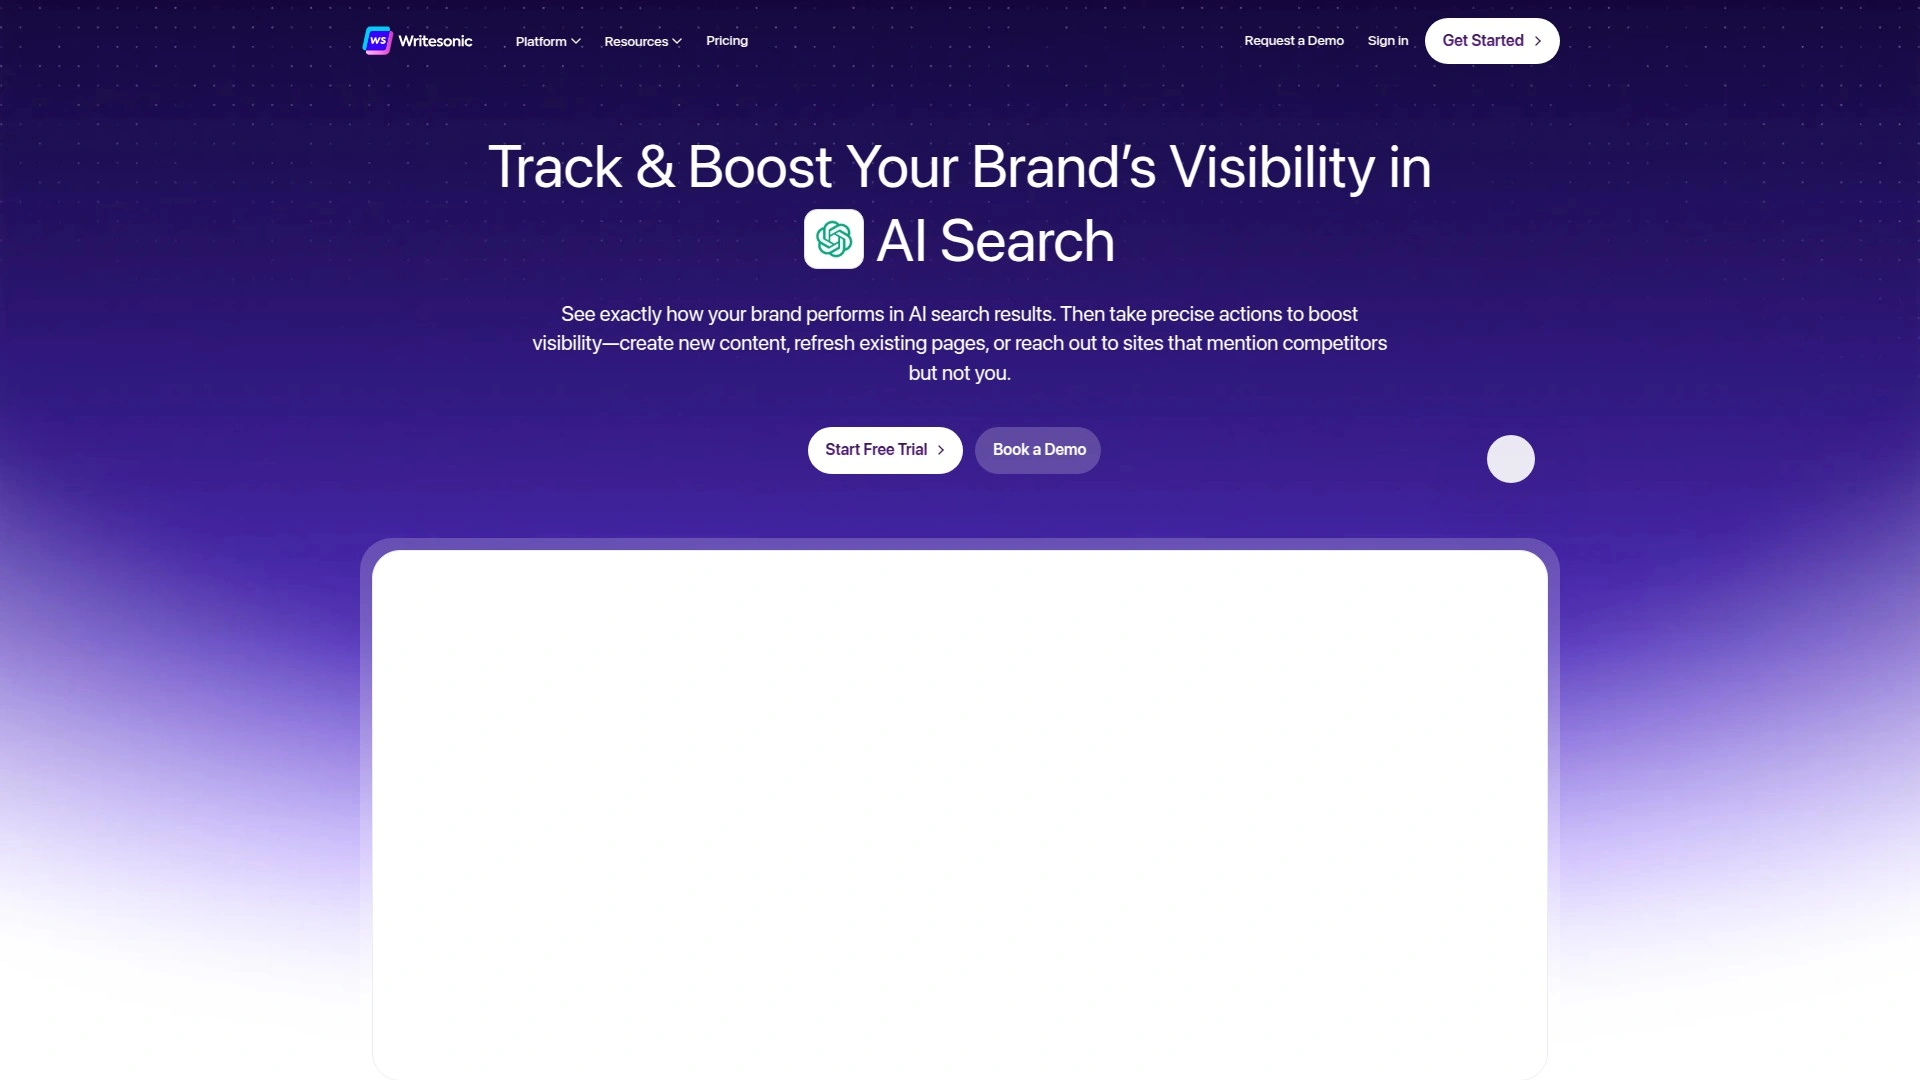 WS Writesonic
Platform
Resources
Pricing
Request a Demo
Sign in
Get Started
Track & Boost Your Brand’s Visibility in
AI Search
See exactly how your brand performs in AI search results. Then take precise actions to boost
visibility—create new content, refresh existing pages, or reach out to sites that mention competitors
but not you.
Start Free Trial
Book a Demo